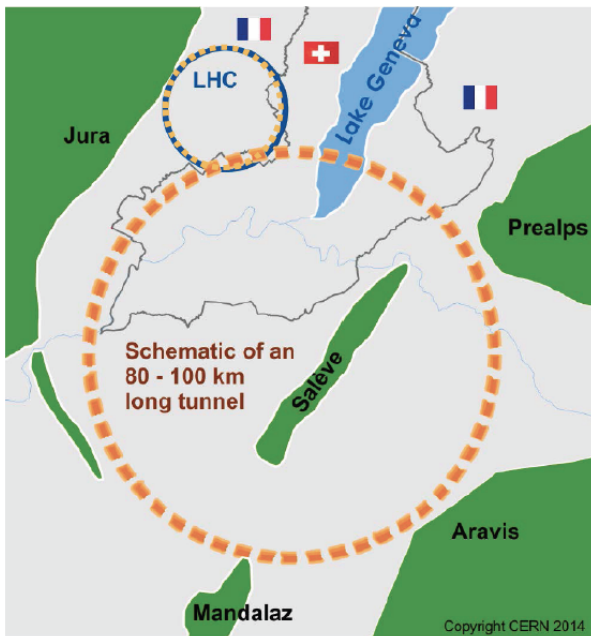 LHC
Lake Geneva
Jura
Prealps
Schematic of an
80 - 100 km
long tunnel
Salève
Aravis
Mandalaz
Copyright CERN 2014